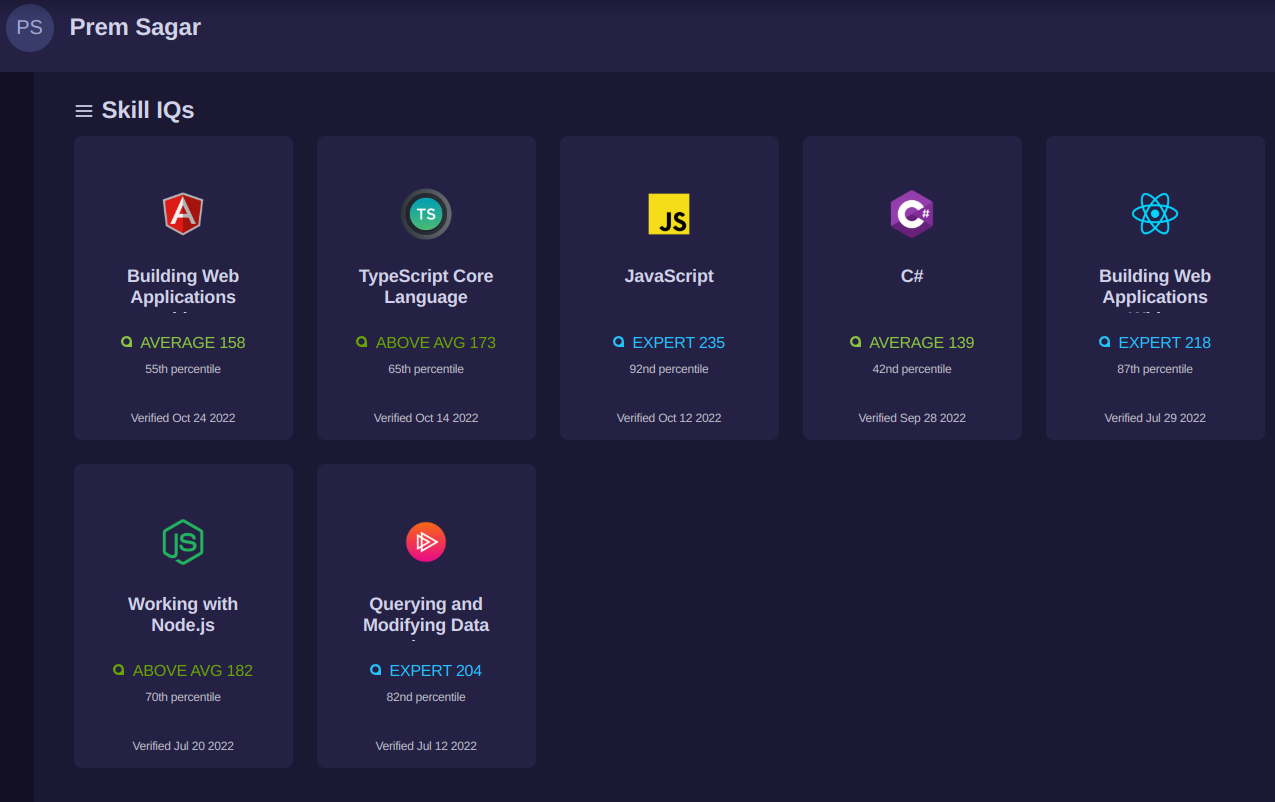 PS
Prem Sagar
Skill IQs
TS
JS
C#
Building Web
Applications
TypeScript Core
Language
JavaScript
C#
Building Web
Applications
AVERAGE 158
ABOVE AVG 173
EXPERT 235
AVERAGE 139
EXPERT 218
55th percentile
65th percentile
92nd percentile
42nd percentile
87th percentile
Verified Oct 24 2022
Verified Oct 14 2022
Verified Oct 12 2022
Verified Sep 28 2022
Verified Jul 29 2022
JS
Working with
Node.js
Querying and
Modifying Data
ABOVE AVG 182
EXPERT 204
70th percentile
82nd percentile
Verified Jul 20 2022
Verified Jul 12 2022